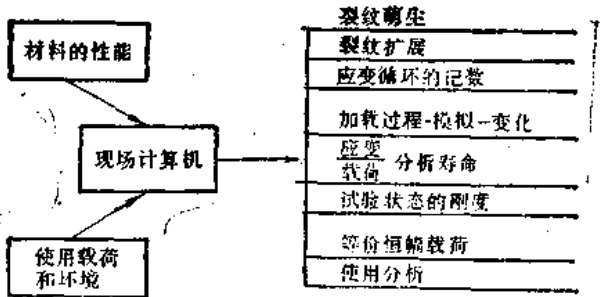 材料的性能
现场计算机
使用载荷
和环境
裂纹萌生
裂纹扩展
应变循环的记数
加载过程-模拟-变化
应变
载荷 分析寿命
试验状态的刚度
等价恒幅载荷
使用分析